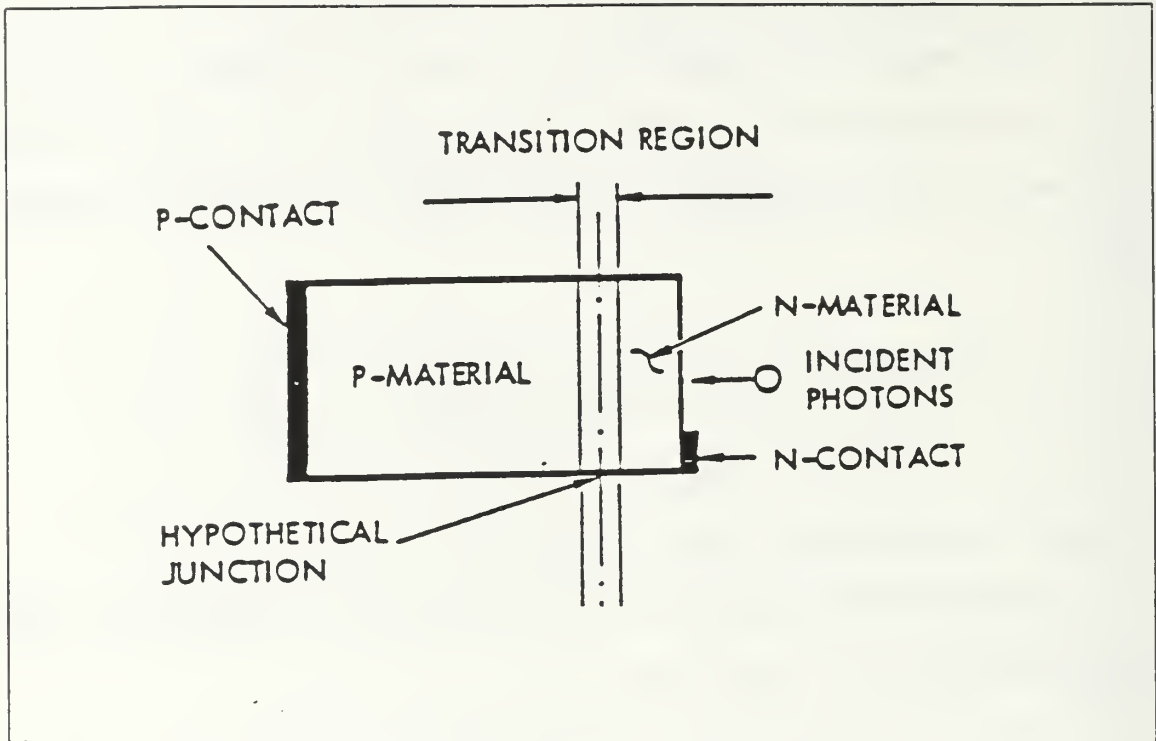 TRANSITION REGION
P-CONTACT
N-MATERIAL
P-MATERIAL
INCIDENT
PHOTONS
N-CONTACT
HYPOTHETICAL
JUNCTION